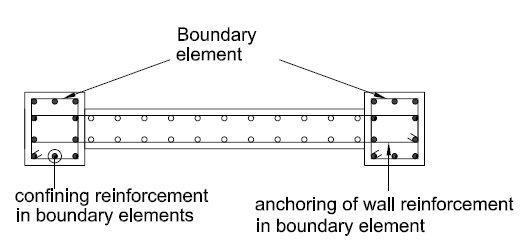 Boundary
element
confining reinforcement
in boundary elements
anchoring of wall reinforcement
in boundary element